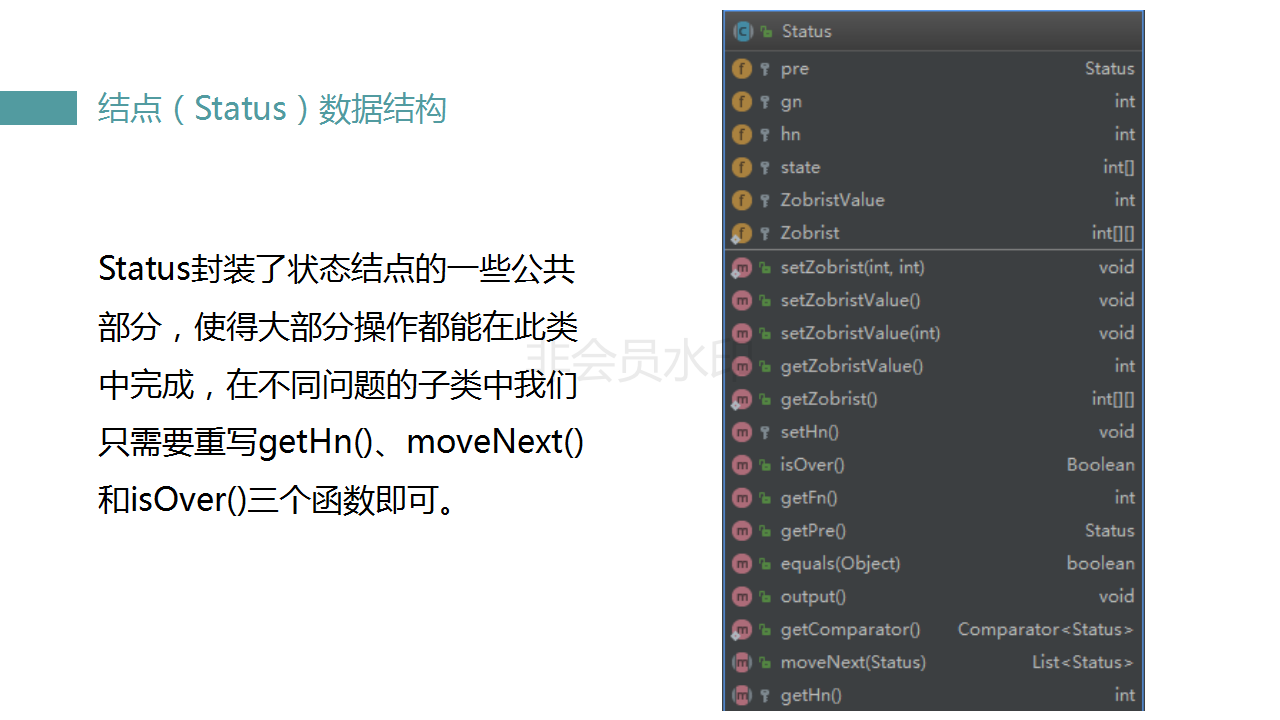 结点（Status）数据结构
Status封装了状态结点的一些公共
部分，使得大部分操作都能在此类
中完成，在不同问题的子类中我们
只需要重写getHn()、moveNext()
和isOver()三个函数即可。
非会员水印
Status
pre Status
gn int
hn int
state int[]
ZobristValue int
Zobrist int[][]
setZobrist(int, int) void
setZobristValue() void
setZobristValue(int) void
getZobristValue() int
getZobrist() int[][]
setHn() void
isOver() Boolean
getFn() int
getPre() Status
equals(Object) boolean
output() void
getComparator() Comparator<Status>
moveNext(Status) List<Status>
getHn() int